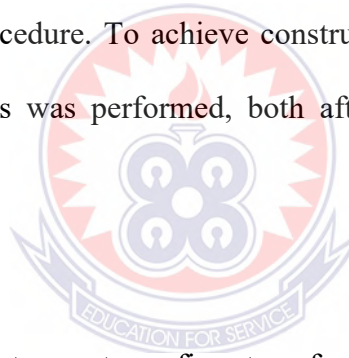 cedure. To achieve constru
s was performed, both aft
EDUCATION FOR SERVICE